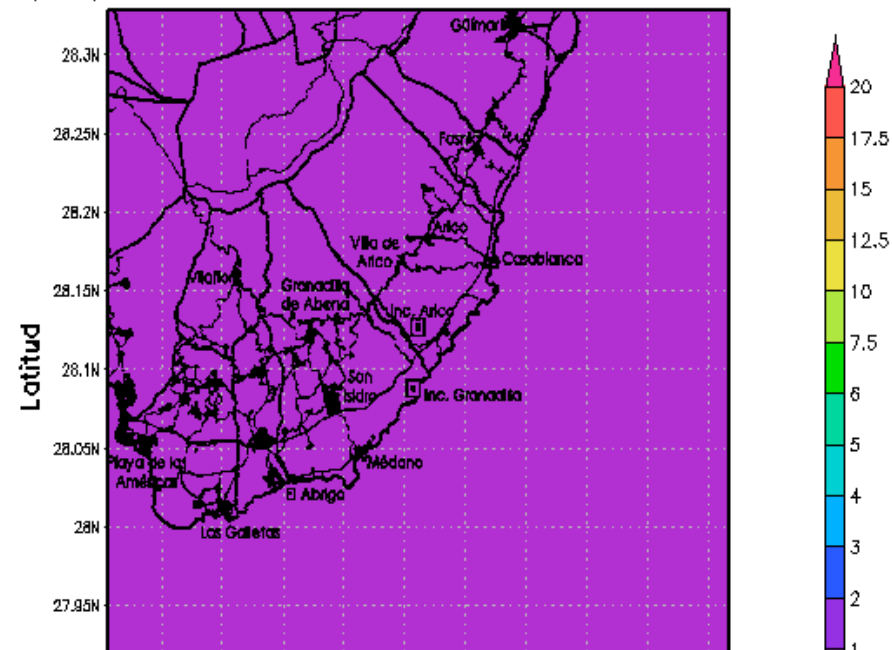 Güimar
28.3N
28.25N
Fasnia
28.2N
Arico
Villa de
Arico
Casablanca
Vilaflor
28.15N
Granadilla
de Abona
Inc. Arico
28.1N
San
Isidro
Inc. Granadilla
28.05N
Playa de las
Américas
Médano
El Abrigo
28N
Las Galletas
27.95N
Latitud
20
17.5
15
12.5
10
7.5
6
5
4
3
2
1